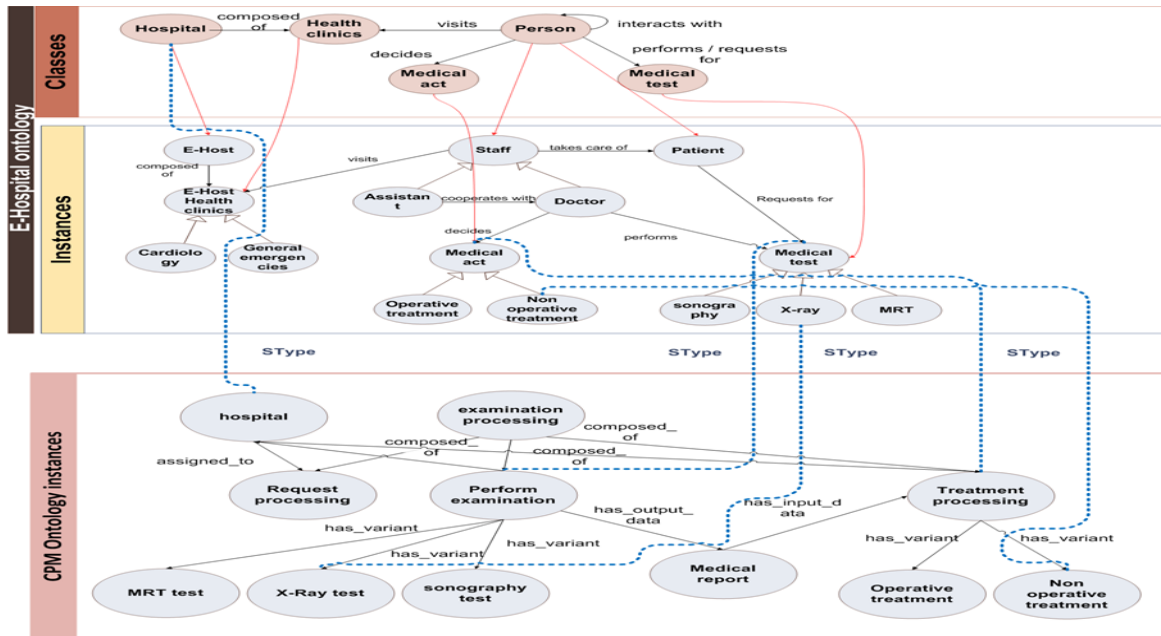 E-Hospital ontology
Classes
Hospital
composed
of
Health
clinics
visits
Person
interacts with
decides
performs / requests
for
Medical
act
Medical
test
Instances
E-Host
visits
Staff
takes care of
Patient
composed
of
E-Host
Health
clinics
Assistan
t
cooperates with
Doctor
Requests for
decides
performs
Cardiolo
gy
General
emergen
cies
Medical
act
Medical
test
Operative
treatment
Non
operative
treatment
sonogra
phy
X-ray
MRT
SType
SType
SType
SType
CPM Ontology instances
hospital
examination
processing
composed_
of
composed_
of
composed_
of
assigned_to
Request
processing
Perform
examination
Treatment
processing
has_output_
data
has_input_d
ata
has_variant
has_variant
has_variant
has_variant
has_variant
MRT test
X-Ray test
sonography
test
Medical
report
Operative
treatment
Non
operative
treatment